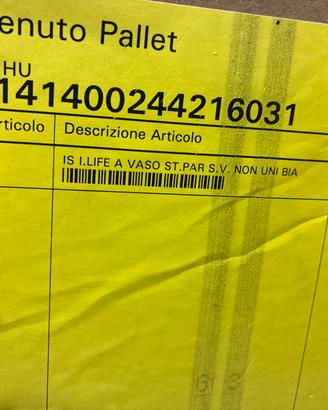 enuto Pallet
HU
141400244216031
rticolo Descrizione Articolo
IS I.LIFE A VASO ST.PAR S.V. NON UNI BIA